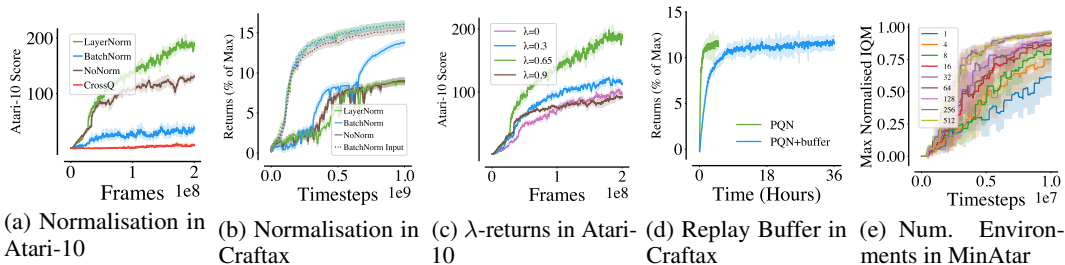 Atari-10 Score
200
100
LayerNorm
BatchNorm
NoNorm
CrossQ
0 1 2
Frames 1e8
(a) Normalisation in
Atari-10
Returns (% of Max)
15
10
5
0
LayerNorm
BatchNorm
NoNorm
BatchNorm Input
0.0 0.5 1.0
Timesteps 1e9
(b) Normalisation in
Craftax
Atari-10 Score
200
100
λ=0
λ=0.3
λ=0.65
λ=0.9
0 1 2
Frames 1e8
(c) λ-returns in Atari-
10
Returns (% of Max)
15
10
5
0
PQN
PQN+buffer
0 18 36
Time (Hours)
(d) Replay Buffer in
Craftax
Max Normalised IQM
1.00
0.75
0.50
0.25
0.00
1
4
8
16
32
64
128
256
512
0.0 0.5 1.0
Timesteps 1e7
(e) Num. Environ-
ments in MinAtar